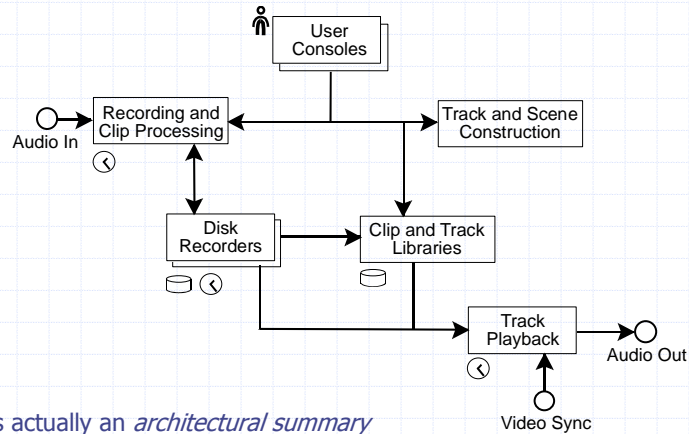 User
Consoles
Recording and
Clip Processing
Track and Scene
Construction
Audio In
Disk
Recorders
Clip and Track
Libraries
Track
Playback
Audio Out
Video Sync
s actually an architectural summary